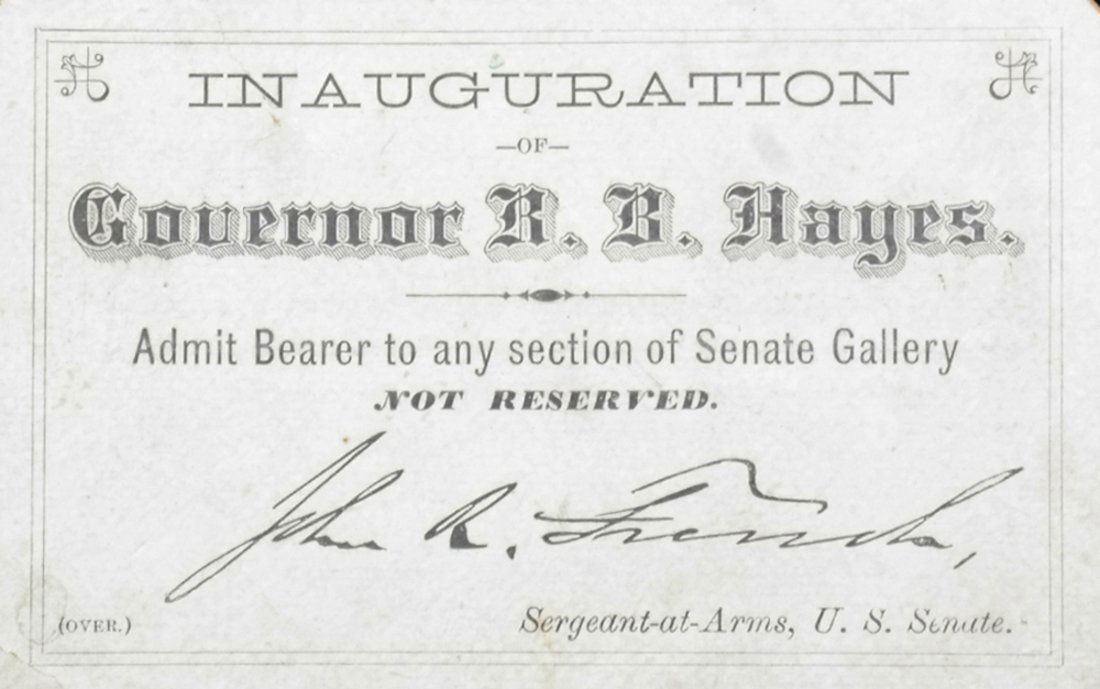 INAUGURATION
—OF—
Governor R. B. Hayes.
Admit Bearer to any section of Senate Gallery
NOT RESERVED.
John R. French,
(OVER.)
Sergeant-at-Arms, U. S. Senate.